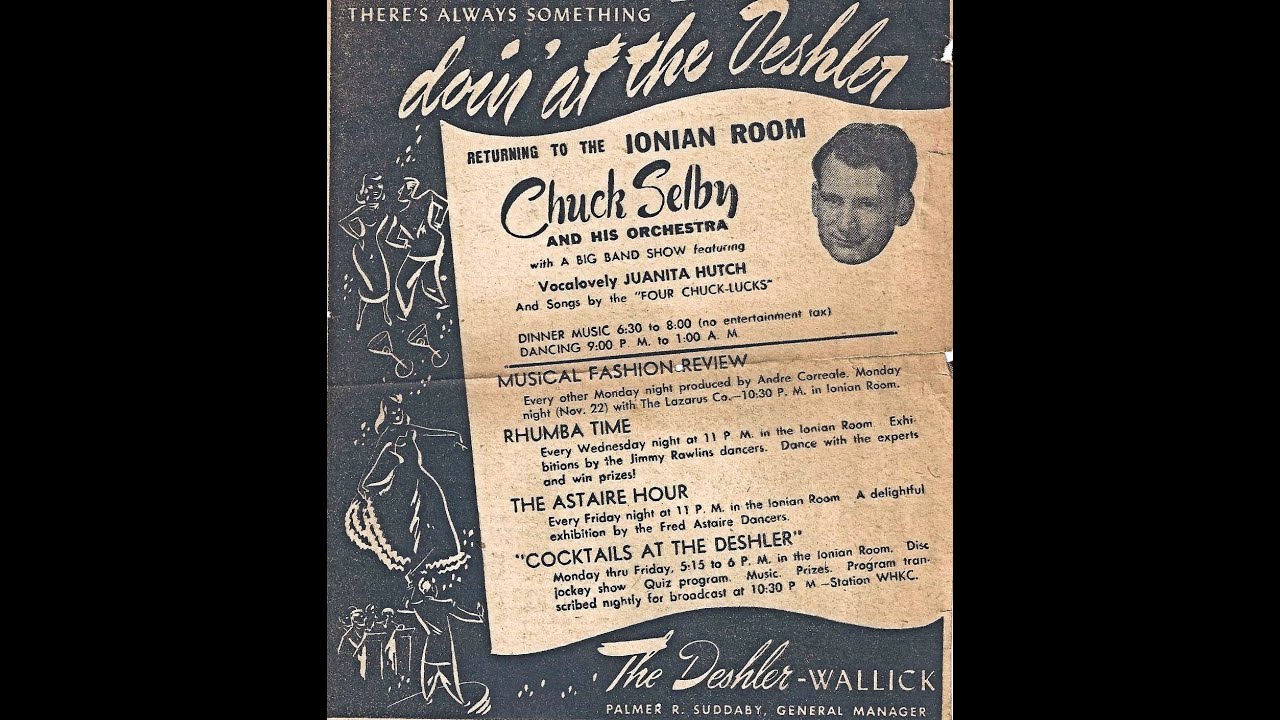 THERE'S ALWAYS SOMETHING
doin' at the Deshler
RETURNING TO THE IONIAN ROOM
Chuck Selby
AND HIS ORCHESTRA
with A BIG BAND SHOW featuring
Vocalovely JUANITA HUTCH
And Songs by the "FOUR CHUCK-LUCKS"
DINNER MUSIC 6:30 to 8:00 (no entertainment tax)
DANCING 9:00 P. M. to 1:00 A. M.
MUSICAL FASHION REVIEW
Every other Monday night produced by Andre Correale. Monday
night (Nov. 22) with The Lazarus Co.—10:30 P. M. in Ionian Room.
RHUMBA TIME
Every Wednesday night at 11 P. M. in the Ionian Room. Exhi-
bitions by the Jimmy Rawlins dancers. Dance with the experts
and win prizes!
THE ASTAIRE HOUR
Every Friday night at 11 P. M. in the Ionian Room A delightful
exhibition by the Fred Astaire Dancers.
"COCKTAILS AT THE DESHLER"
Monday thru Friday, 5:15 to 6 P. M. in the Ionian Room. Disc
jockey show Quiz program. Music. Prizes. Program tran-
scribed nightly for broadcast at 10:30 P. M.—Station WHKC.
The Deshler-WALLICK
PALMER R. SUDDABY, GENERAL MANAGER